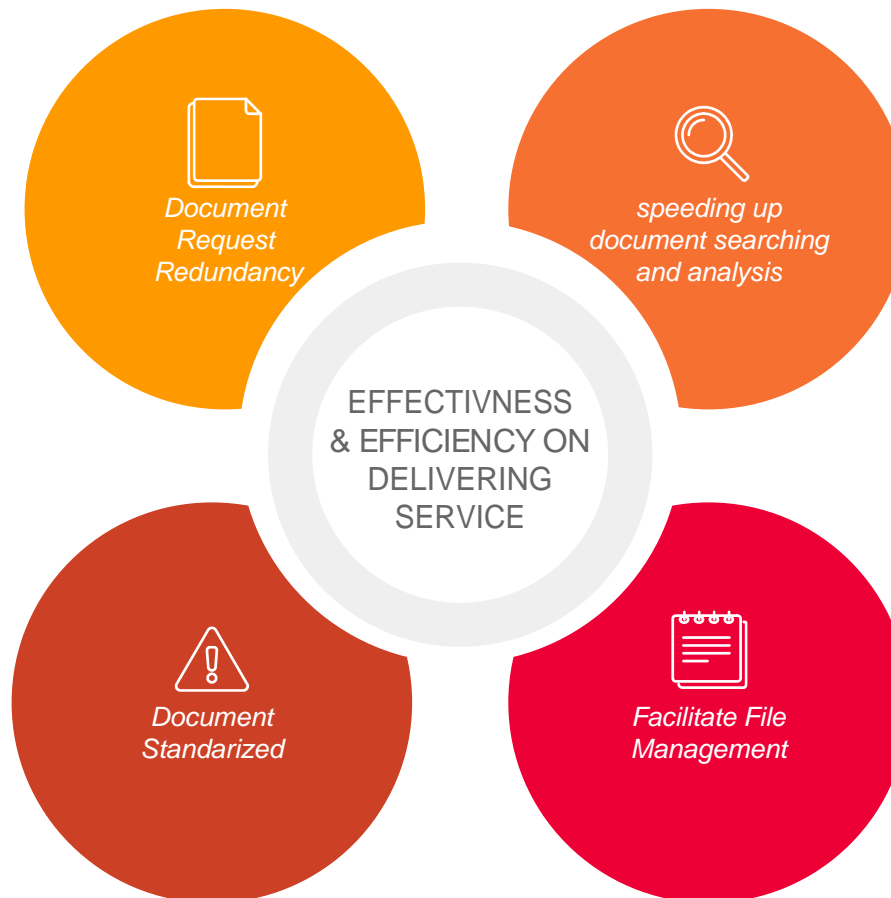 Document
Request
Redundancy
speeding up
document searching
and analysis
EFFECTIVNESS
& EFFICIENCY ON
DELIVERING
SERVICE
Document
Standarized
Facilitate File
Management